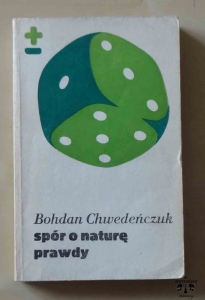 Bohdan Chwedeńczuk
spór o naturę
prawdy